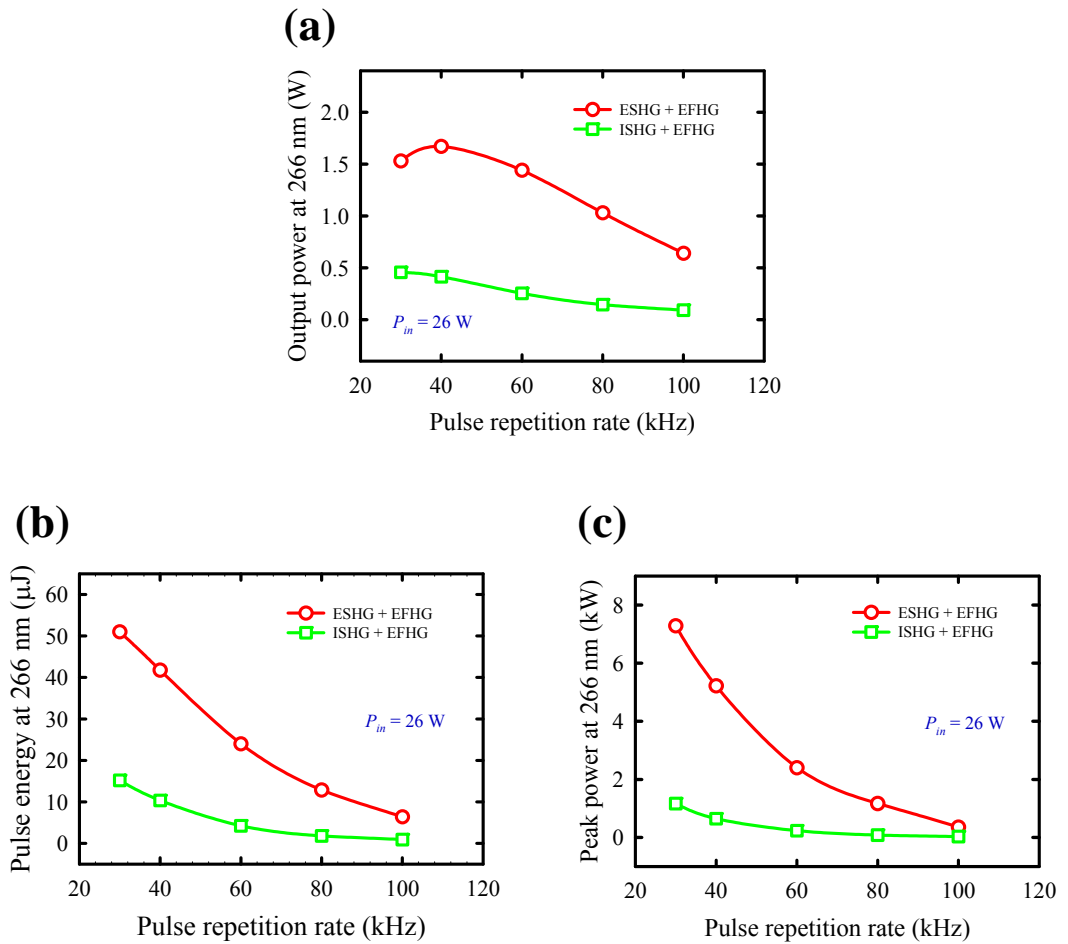 (a)
Output power at 266 nm (W)
2.0
1.5
1.0
0.5
0.0
ESHG + EFHG
ISHG + EFHG
P_in = 26 W
20 40 60 80 100 120
Pulse repetition rate (kHz)
(b)
Pulse energy at 266 nm (μJ)
60
50
40
30
20
10
0
ESHG + EFHG
ISHG + EFHG
P_in = 26 W
20 40 60 80 100 120
Pulse repetition rate (kHz)
(c)
Peak power at 266 nm (kW)
8
6
4
2
0
ESHG + EFHG
ISHG + EFHG
P_in = 26 W
20 40 60 80 100 120
Pulse repetition rate (kHz)